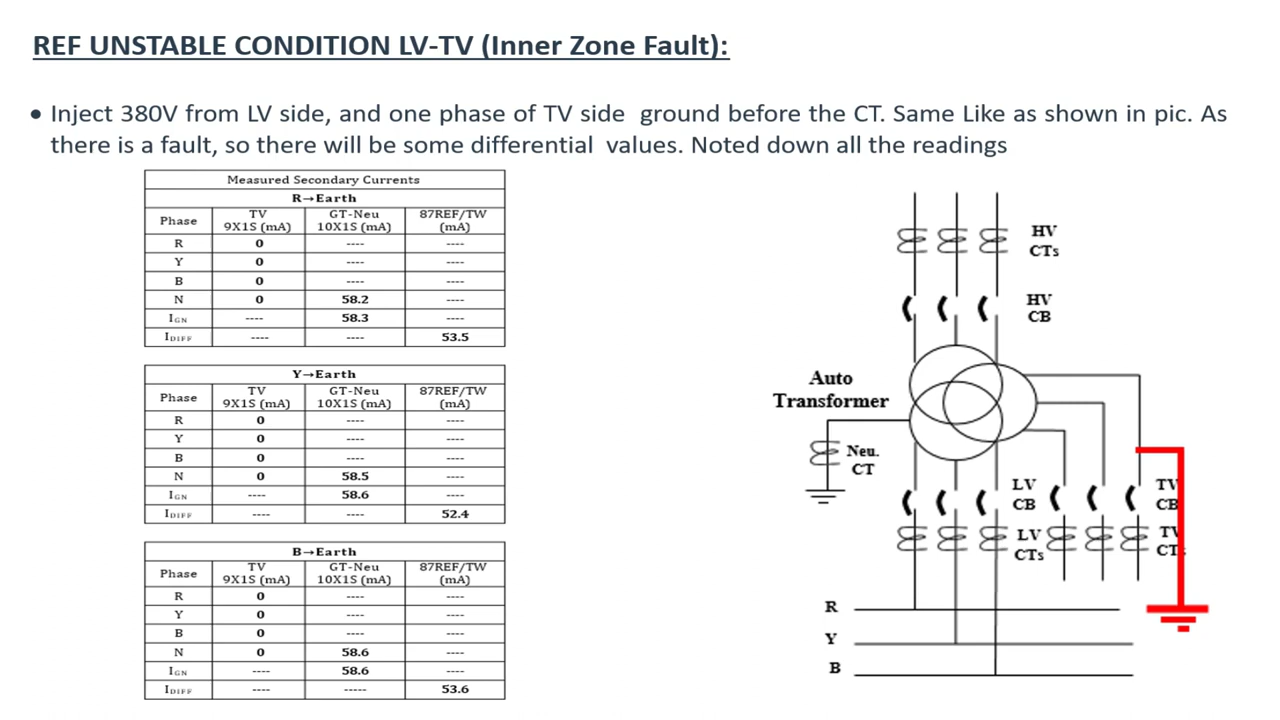 REF UNSTABLE CONDITION LV-TV (Inner Zone Fault):
• Inject 380V from LV side, and one phase of TV side ground before the CT. Same Like as shown in pic. As
there is a fault, so there will be some differential values. Noted down all the readings
Measured Secondary Currents
R→Earth
Phase TV 9X1S (mA) GT-Neu 10X1S (mA) 87REF/TW (mA)
R 0 ---- ----
Y 0 ---- ----
B 0 ---- ----
N 0 58.2 ----
IGN ---- 58.3 ----
IDIFF ---- ---- 53.5
Y→Earth
Phase TV 9X1S (mA) GT-Neu 10X1S (mA) 87REF/TW (mA)
R 0 ---- ----
Y 0 ---- ----
B 0 ---- ----
N 0 58.5 ----
IGN ---- 58.6 ----
IDIFF ---- ---- 52.4
B→Earth
Phase TV 9X1S (mA) GT-Neu 10X1S (mA) 87REF/TW (mA)
R 0 ---- ----
Y 0 ---- ----
B 0 ---- ----
N 0 58.6 ----
IGN ---- 58.6 ----
IDIFF ---- ----- 53.6
HV
CTs
HV
CB
Auto
Transformer
Neu.
CT
LV
CB
TV
CB
LV
CTs
TV
CTs
R
Y
B